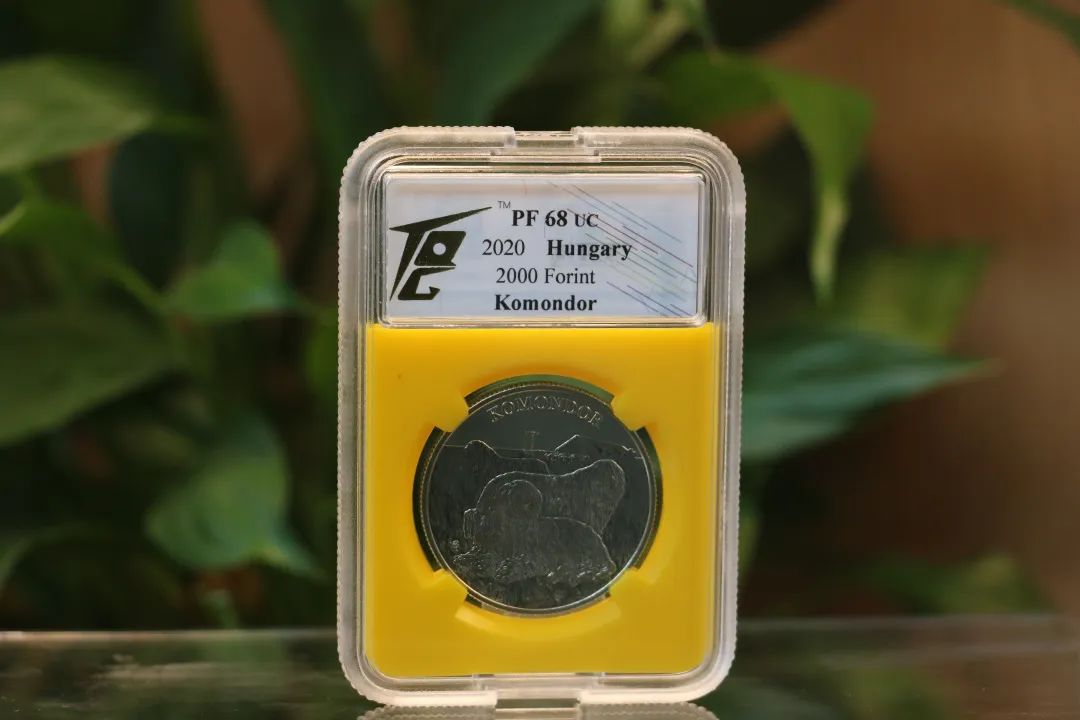 TM
PF 68 UC
2020 Hungary
2000 Forint
Komondor
KOMONDOR